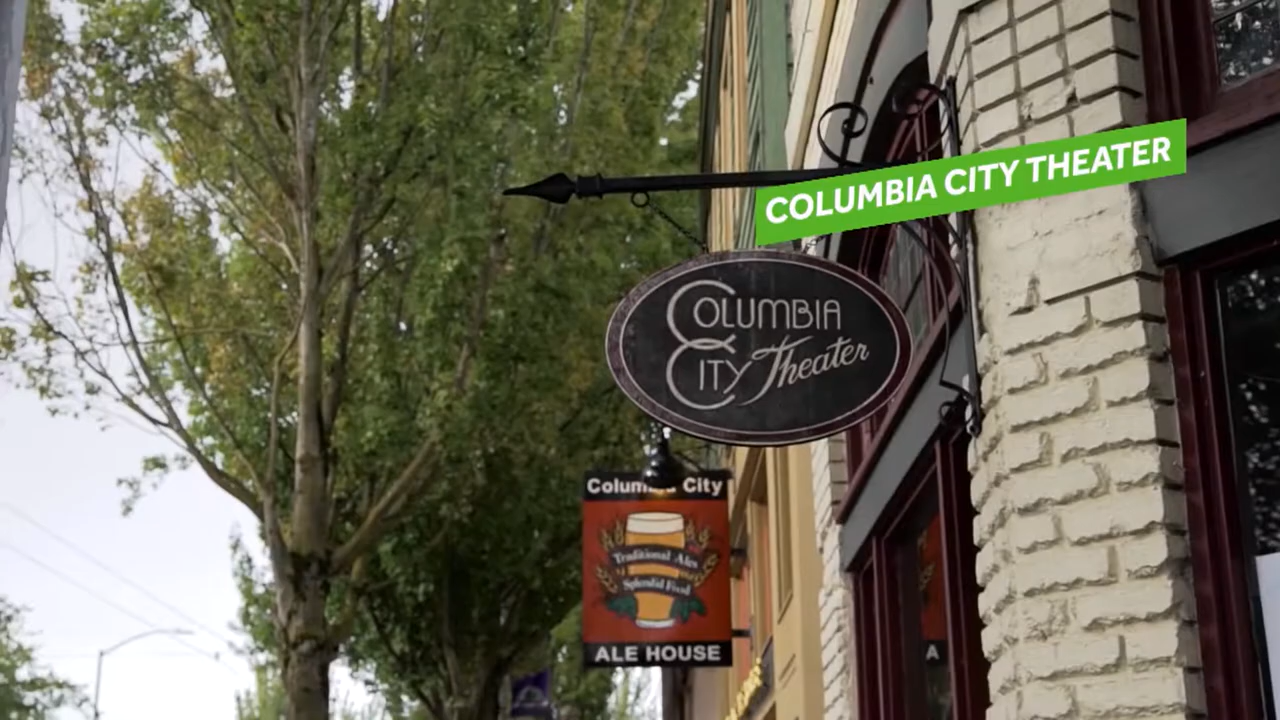 COLUMBIA CITY THEATER
COLUMBIA
CITY Theater
Columbia City
Traditional Ales
Splendid Food
ALE HOUSE